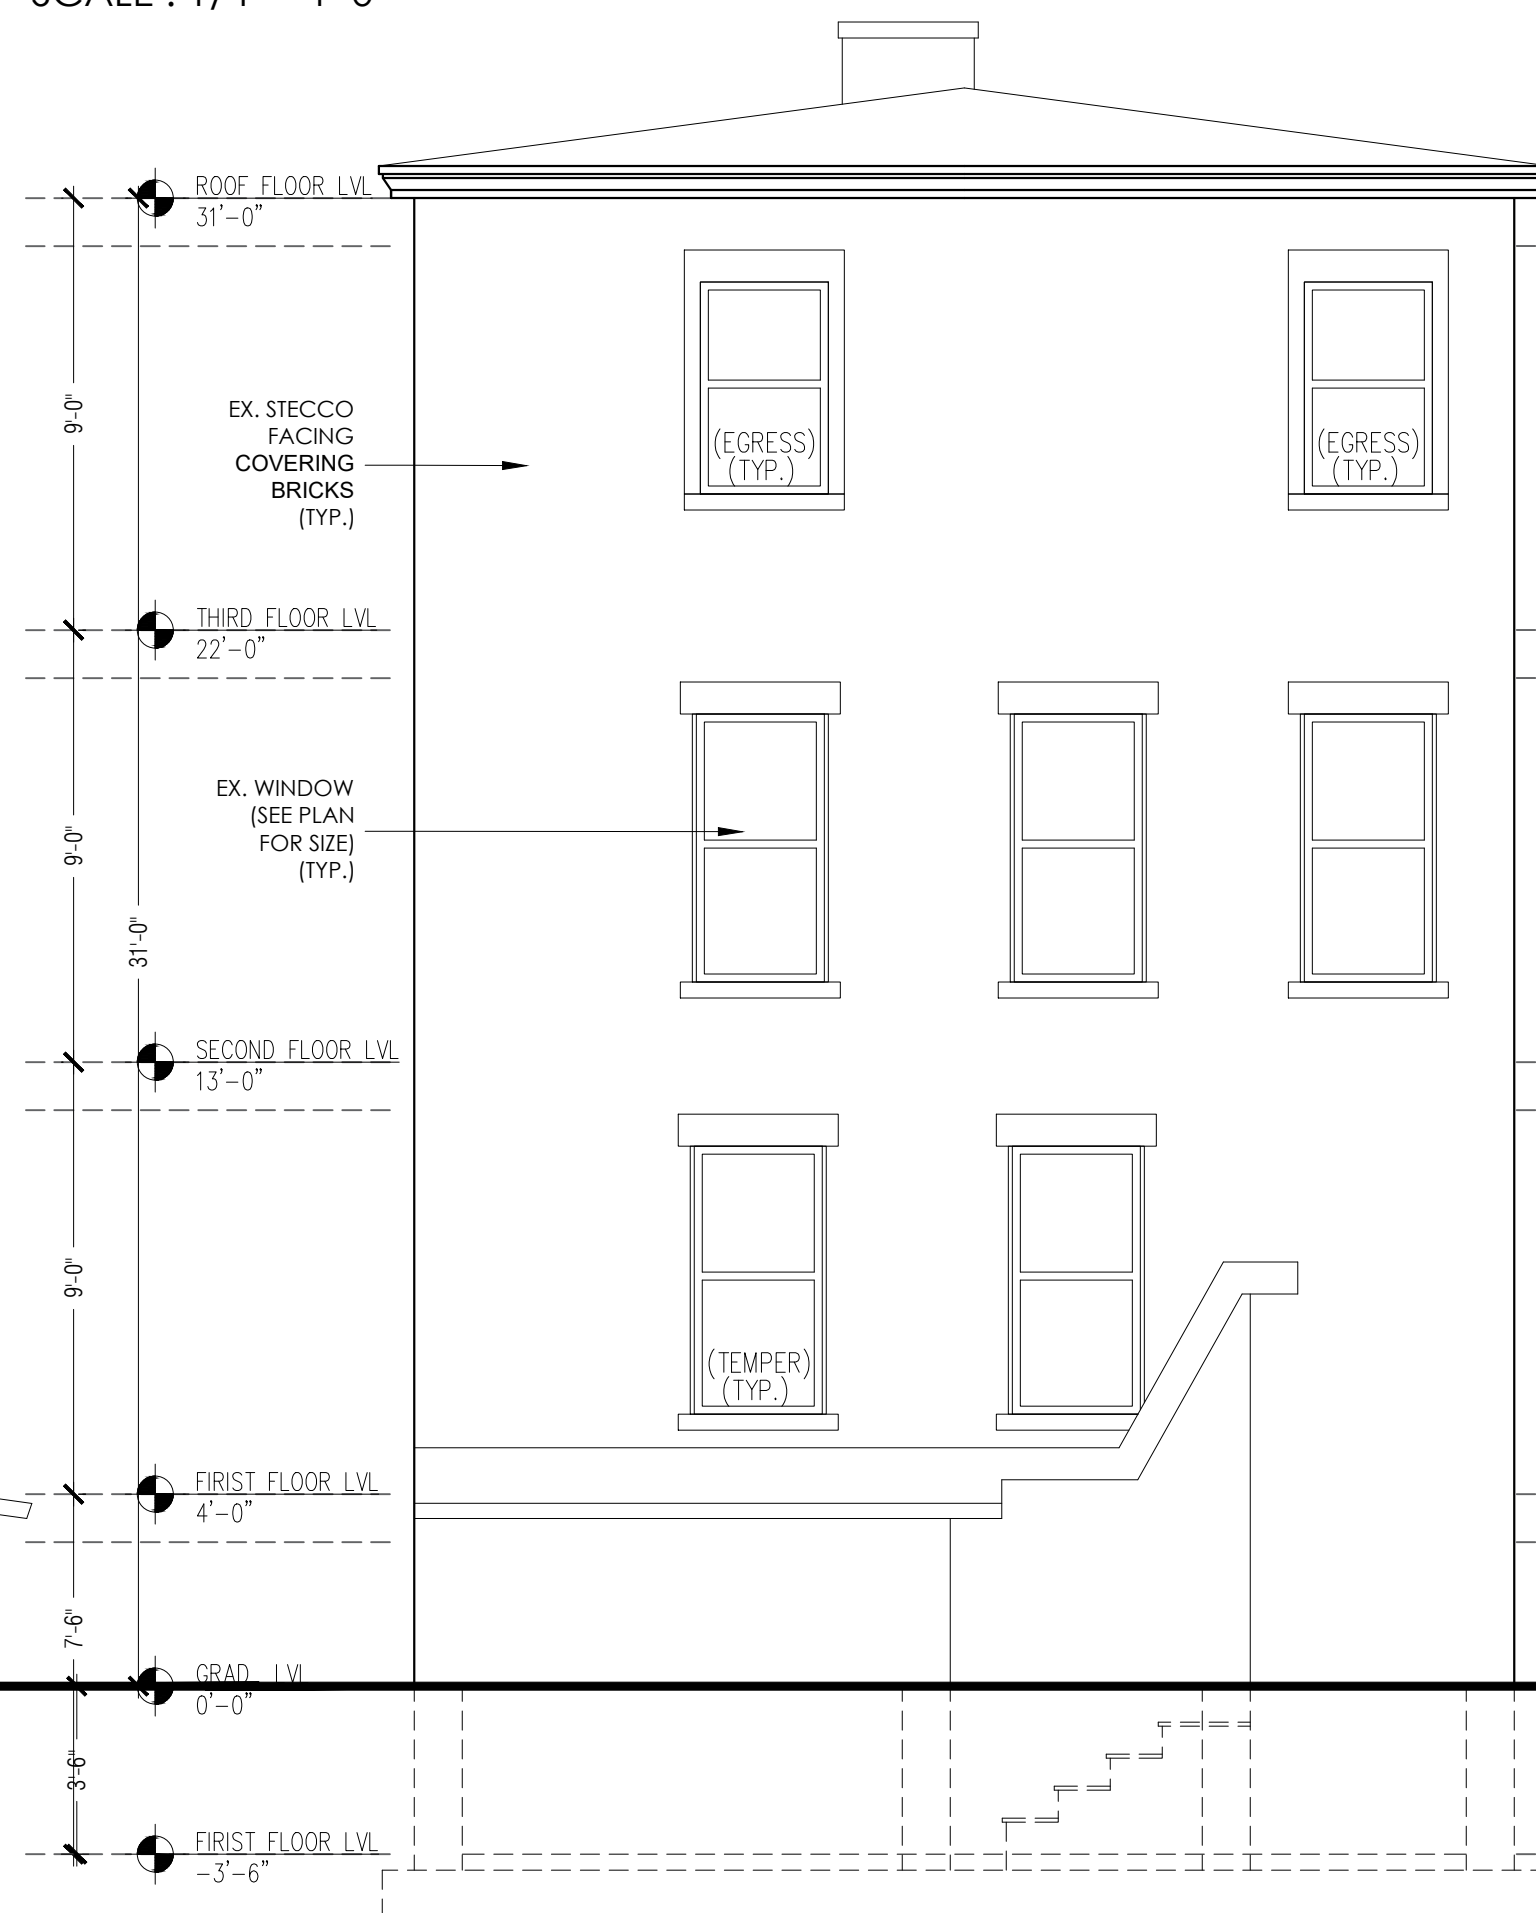 ROOF FLOOR LVL
31'-0"
9'-0"
EX. STECCO
FACING
COVERING
BRICKS
(TYP.)
(EGRESS)
(TYP.)
(EGRESS)
(TYP.)
THIRD FLOOR LVL
22'-0"
9'-0"
EX. WINDOW
(SEE PLAN
FOR SIZE)
(TYP.)
31'-0"
SECOND FLOOR LVL
13'-0"
9'-0"
(TEMPER)
(TYP.)
FIRIST FLOOR LVL
4'-0"
7'-6"
GRAD LVL
0'-0"
3'-6"
FIRIST FLOOR LVL
-3'-6"